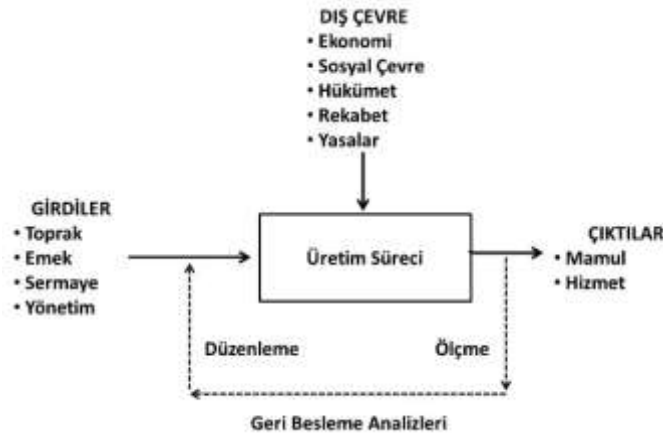 DIŞ ÇEVRE
• Ekonomi
• Sosyal Çevre
• Hükümet
• Rekabet
• Yasalar
GİRDİLER
• Toprak
• Emek
• Sermaye
• Yönetim
Üretim Süreci
ÇIKTILAR
• Mamul
• Hizmet
Düzenleme
Ölçme
Geri Besleme Analizleri